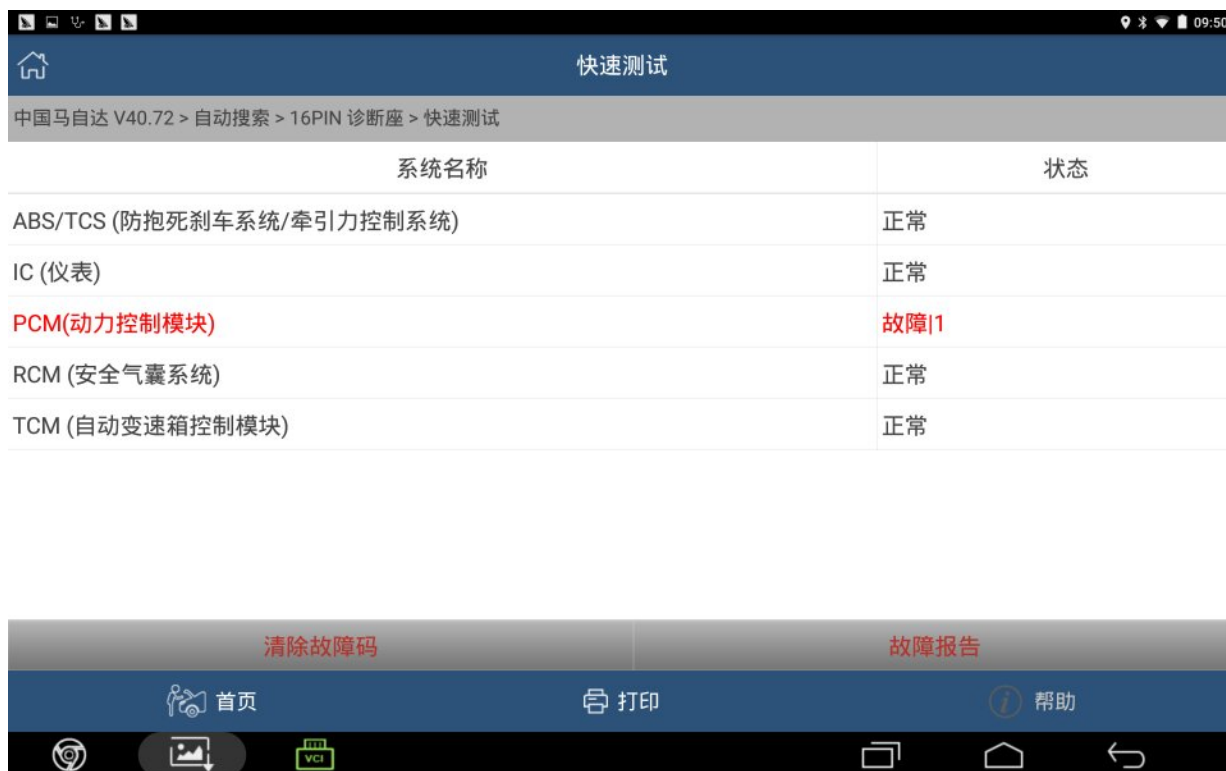 09:50
快速测试
中国马自达 V40.72 > 自动搜索 > 16PIN 诊断座 > 快速测试
系统名称 状态
ABS/TCS (防抱死刹车系统/牵引力控制系统) 正常
IC (仪表) 正常
PCM(动力控制模块) 故障|1
RCM (安全气囊系统) 正常
TCM (自动变速箱控制模块) 正常
清除故障码 故障报告
首页 打印 i 帮助
VCI